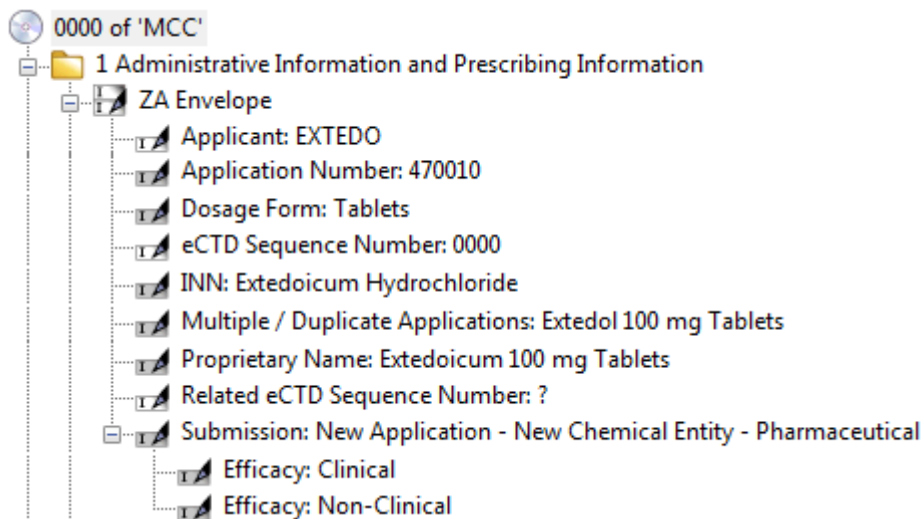 0000 of 'MCC'
1 Administrative Information and Prescribing Information
ZA Envelope
Applicant: EXTEDO
Application Number: 470010
Dosage Form: Tablets
eCTD Sequence Number: 0000
INN: Extedoicum Hydrochloride
Multiple / Duplicate Applications: Extedol 100 mg Tablets
Proprietary Name: Extedoicum 100 mg Tablets
Related eCTD Sequence Number: ?
Submission: New Application - New Chemical Entity - Pharmaceutical
Efficacy: Clinical
Efficacy: Non-Clinical